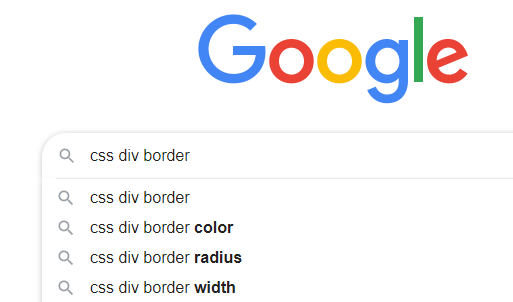 Google
css div border
css div border
css div border color
css div border radius
css div border width